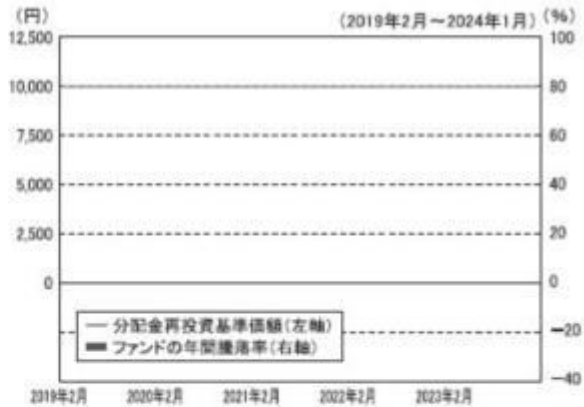 (円) (2019年2月～2024年1月) (%)
12,500 100
10,000 80
7,500 60
5,000 40
2,500 20
0 0
分配金再投資基準価額(左軸)
-20
ファンドの年間騰落率(右軸)
-40
2019年2月 2020年2月 2021年2月 2022年2月 2023年2月